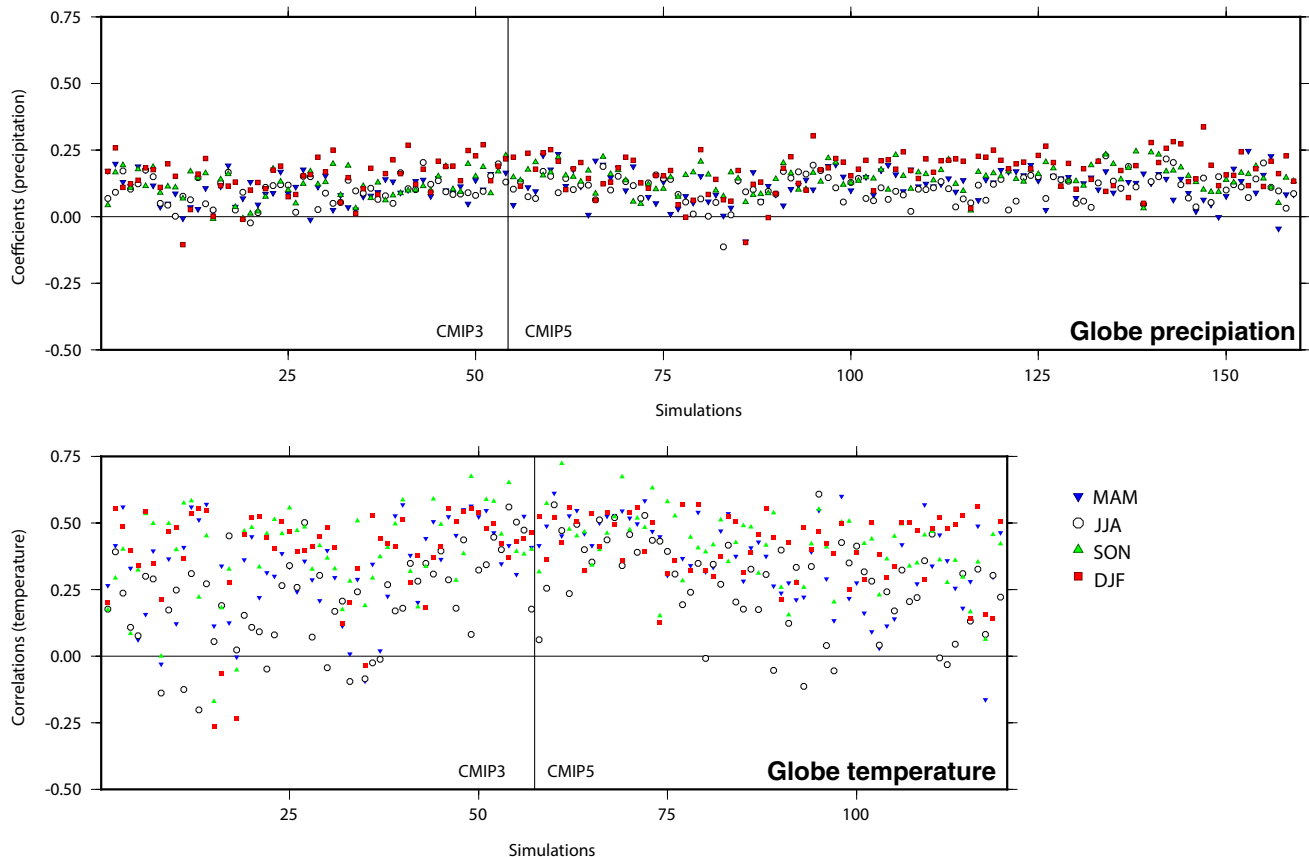 0.75
0.50
0.25
0.00
-0.25
-0.50
Coefficients (precipitation)
CMIP3
CMIP5
Globe precipiation
25
50
75
100
125
150
Simulations
0.75
0.50
0.25
0.00
-0.25
-0.50
Correlations (temperature)
CMIP3
CMIP5
Globe temperature
25
50
75
100
Simulations
MAM
JJA
SON
DJF